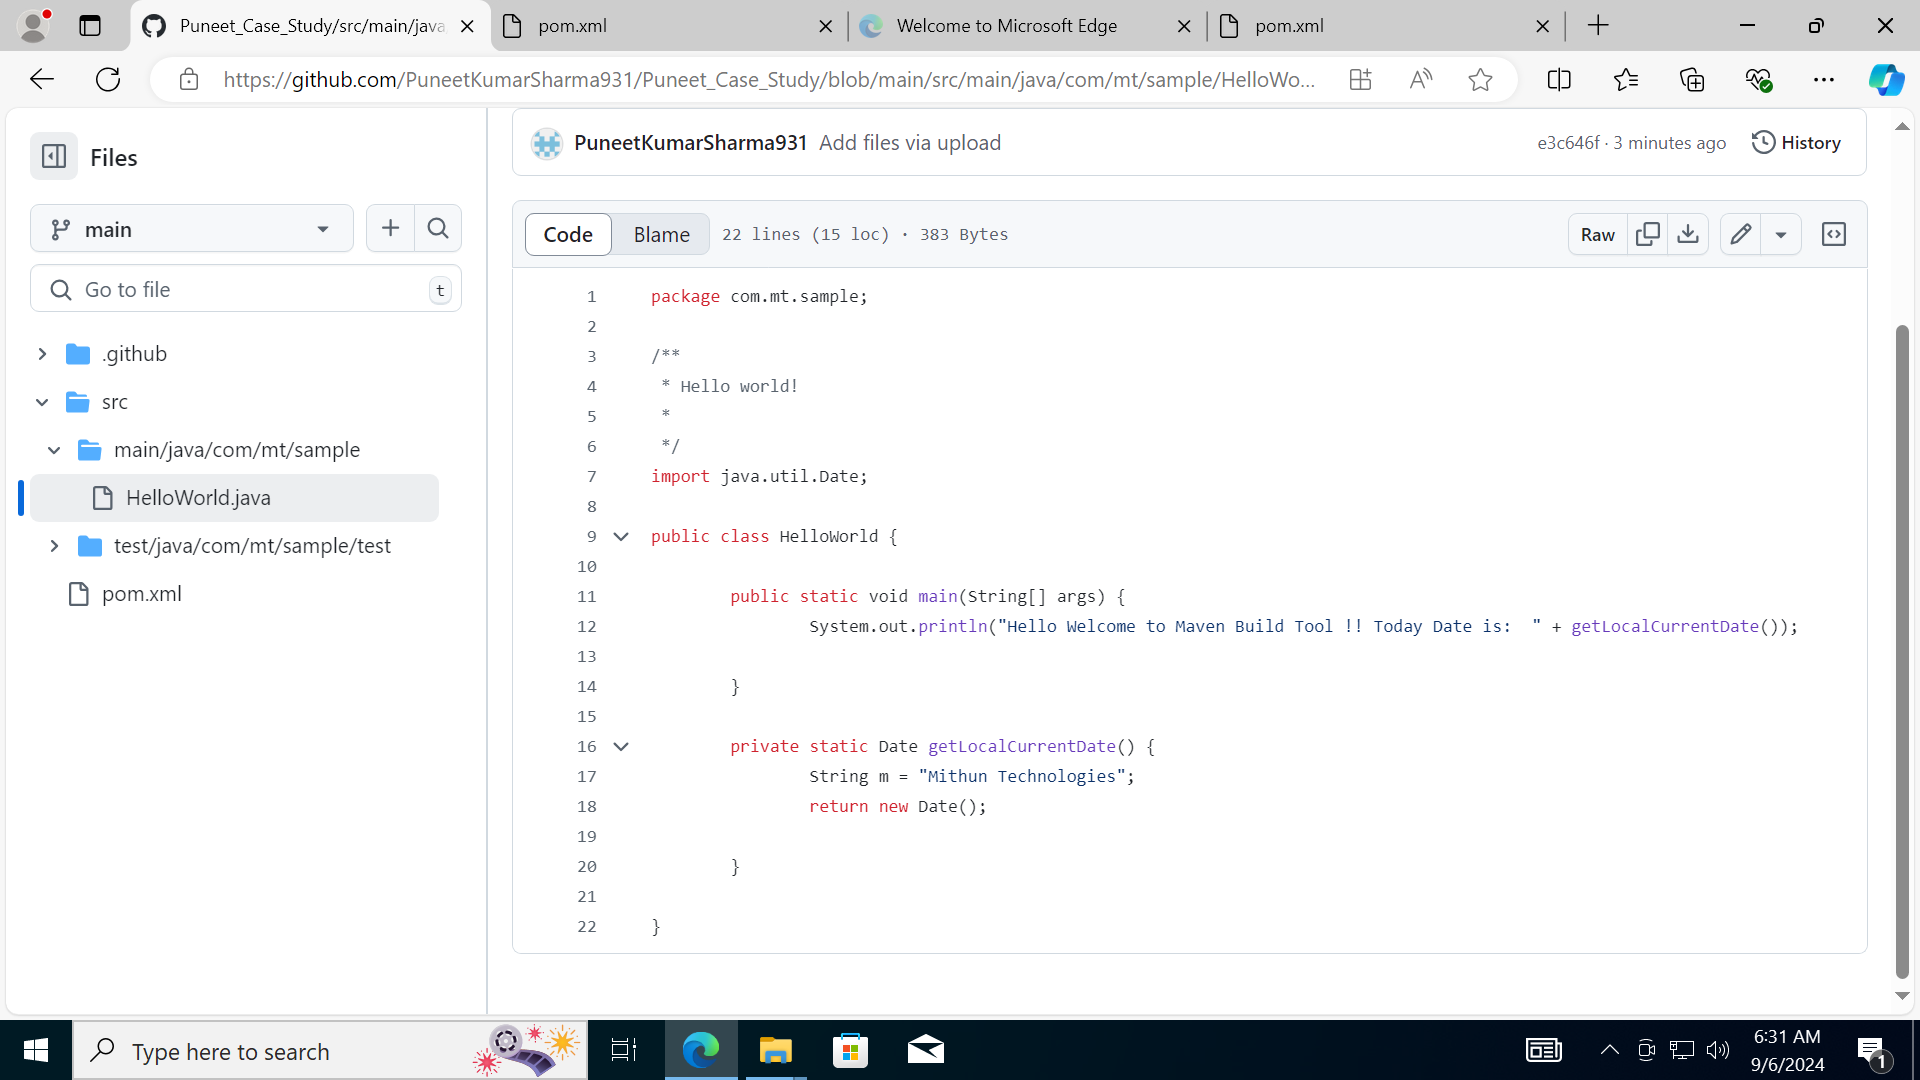 Puneet_Case_Study/src/main/java
pom.xml
Welcome to Microsoft Edge
pom.xml
https://github.com/PuneetKumarSharma931/Puneet_Case_Study/blob/main/src/main/java/com/mt/sample/HelloWo...
Files
main
Go to file
t
.github
src
main/java/com/mt/sample
HelloWorld.java
test/java/com/mt/sample/test
pom.xml
PuneetKumarSharma931 Add files via upload
e3c646f · 3 minutes ago
History
Code Blame 22 lines (15 loc) · 383 Bytes
Raw
1 package com.mt.sample;
2
3 /**
4 * Hello world!
5 *
6 */
7 import java.util.Date;
8
9 public class HelloWorld {
10
11 public static void main(String[] args) {
12 System.out.println("Hello Welcome to Maven Build Tool !! Today Date is:  " + getLocalCurrentDate());
13
14 }
15
16 private static Date getLocalCurrentDate() {
17 String m = "Mithun Technologies";
18 return new Date();
19
20 }
21
22 }
Type here to search
6:31 AM
9/6/2024
1